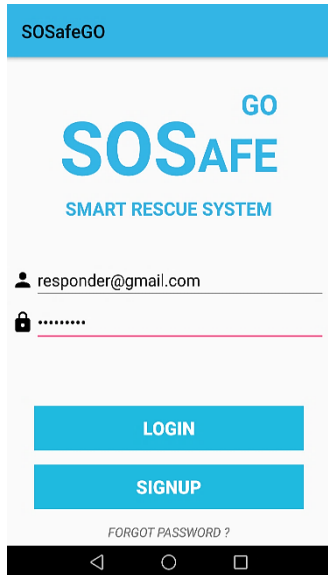 SOSafeGO
GO
SOSAFE
SMART RESCUE SYSTEM
responder@gmail.com
•••••••••
LOGIN
SIGNUP
FORGOT PASSWORD ?